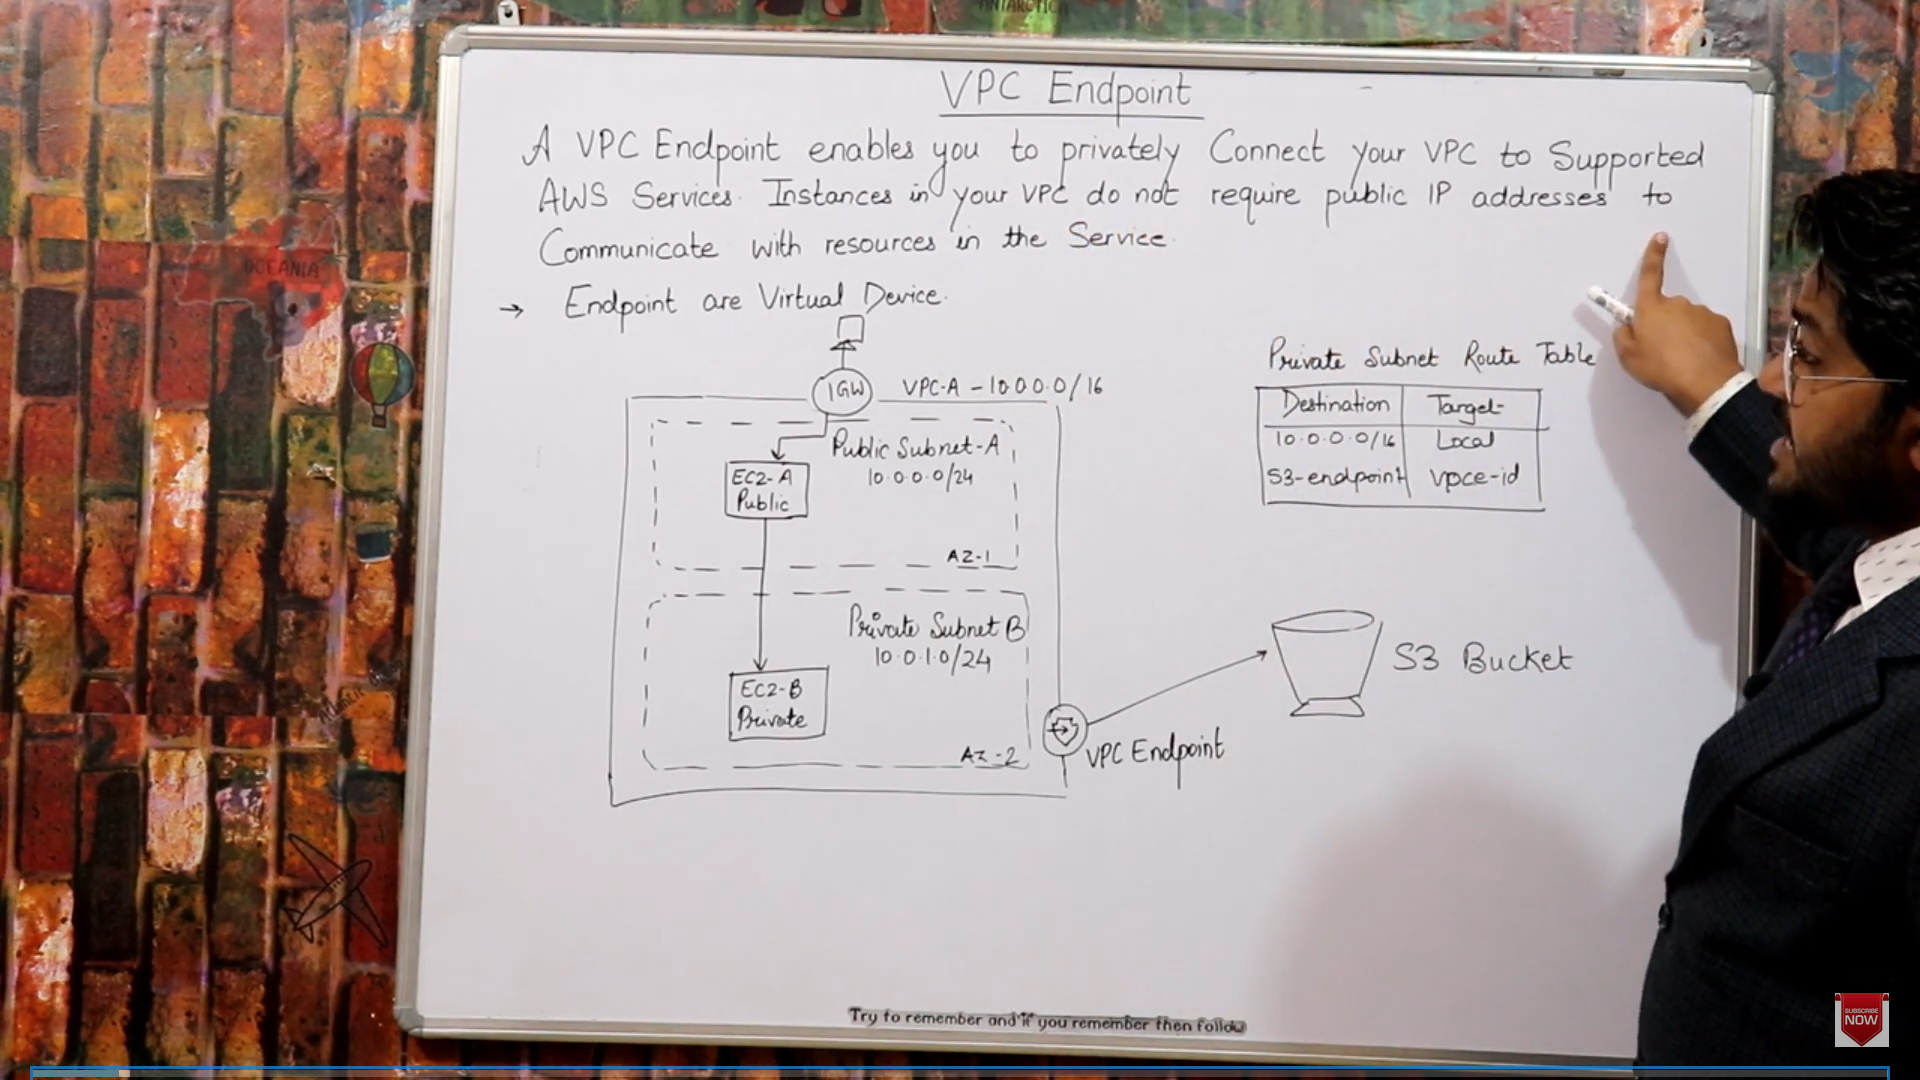 ANTARCTICA
VPC Endpoint
A VPC Endpoint enables you to privately Connect your VPC to Supported
AWS Services. Instances in your VPC do not require public IP addresses to
Communicate with resources in the Service.
→ Endpoint are Virtual Device.
OCEANIA
IGW
VPC-A - 10.0.0.0/16
Public Subnet-A
10.0.0.0/24
EC2-A
Public
AZ-1
Private Subnet B
10.0.1.0/24
EC2-B
Private
AZ-2
VPC Endpoint
Private Subnet Route Table
Destination Target
10.0.0.0/16 Local
S3-endpoint vpce-id
S3 Bucket
Try to remember and if you remember then follow
SUBSCRIBE
NOW